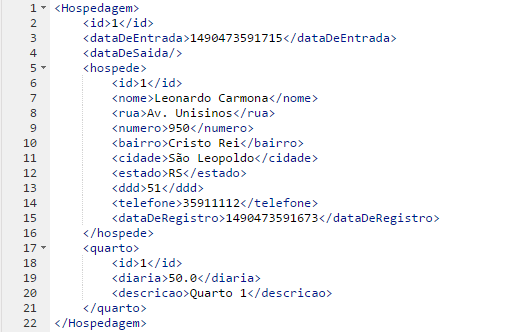 1 <Hospedagem>
2 <id>1</id>
3 <dataDeEntrada>1490473591715</dataDeEntrada>
4 <dataDeSaida/>
5 <hospede>
6 <id>1</id>
7 <nome>Leonardo Carmona</nome>
8 <rua>Av. Unisinos</rua>
9 <numero>950</numero>
10 <bairro>Cristo Rei</bairro>
11 <cidade>São Leopoldo</cidade>
12 <estado>RS</estado>
13 <ddd>51</ddd>
14 <telefone>35911112</telefone>
15 <dataDeRegistro>1490473591673</dataDeRegistro>
16 </hospede>
17 <quarto>
18 <id>1</id>
19 <diaria>50.0</diaria>
20 <descricao>Quarto 1</descricao>
21 </quarto>
22 </Hospedagem>